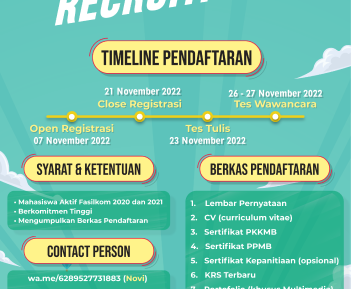 TIMELINE PENDAFTARAN
21 November 2022
Close Registrasi
26 - 27 November 2022
Tes Wawancara
Open Registrasi
07 November 2022
Tes Tulis
23 November 2022
SYARAT & KETENTUAN
• Mahasiswa Aktif Fasilkom 2020 dan 2021
• Berkomitmen Tinggi
• Mengumpulkan Berkas Pendaftaran
CONTACT PERSON
wa.me/6289527731883 (Novi)
BERKAS PENDAFTARAN
1. Lembar Pernyataan
2. CV (curriculum vitae)
3. Sertifikat PKKMB
4. Sertifikat PPMB
5. Sertifikat Kepanitiaan (opsional)
6. KRS Terbaru